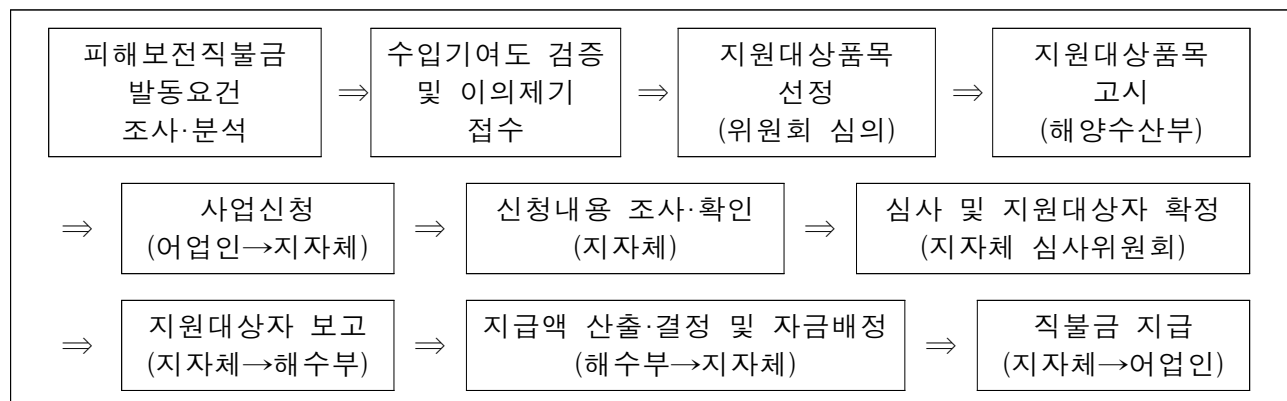 피해보전직불금
발동요건
조사·분석
⇒
수입기여도 검증
및 이의제기
접수
⇒
지원대상품목
선정
(위원회 심의)
⇒
지원대상품목
고시
(해양수산부)
⇒
사업신청
(어업인→지자체)
⇒
신청내용 조사·확인
(지자체)
⇒
심사 및 지원대상자 확정
(지자체 심사위원회)
⇒
지원대상자 보고
(지자체→해수부)
⇒
지급액 산출·결정 및 자금배정
(해수부→지자체)
⇒
직불금 지급
(지자체→어업인)